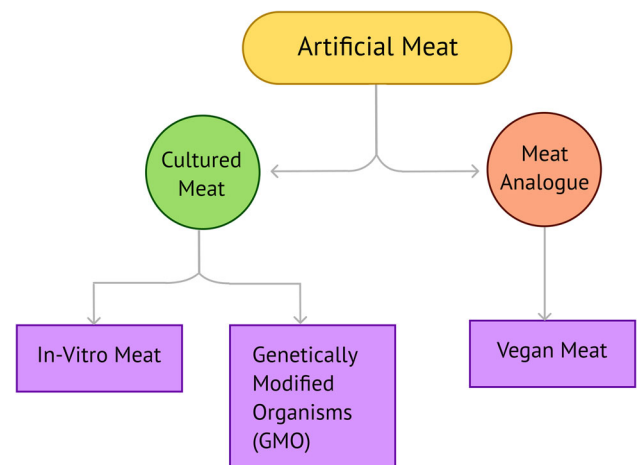 Artificial Meat
Cultured
Meat
Meat
Analogue
In-Vitro Meat
Genetically
Modified
Organisms
(GMO)
Vegan Meat